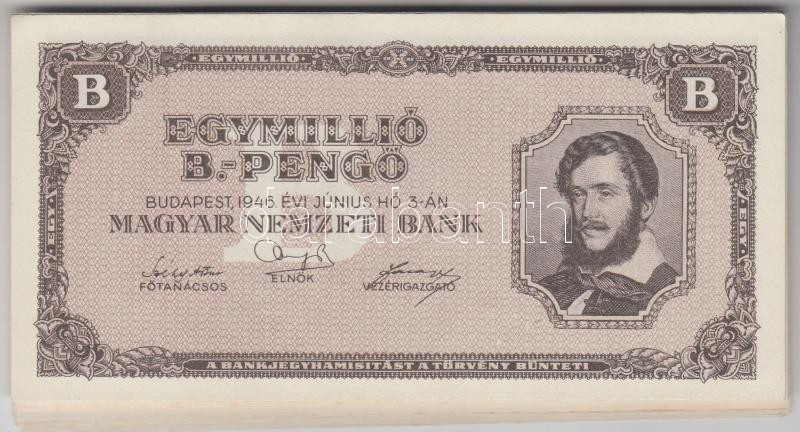 EGYMILLIÓ EGYMILLIÓ
B B
EGYMILLIÓ
B.-PENGŐ
BUDAPEST, 1946. ÉVI JÚNIUS HÓ 3-ÁN
MAGYAR NEMZETI BANK
FŐTANÁCSOS ELNÖK VEZÉRIGAZGATÓ
A BANKJEGYHAMISÍTÁST A TÖRVÉNY BÜNTETI
darabanth